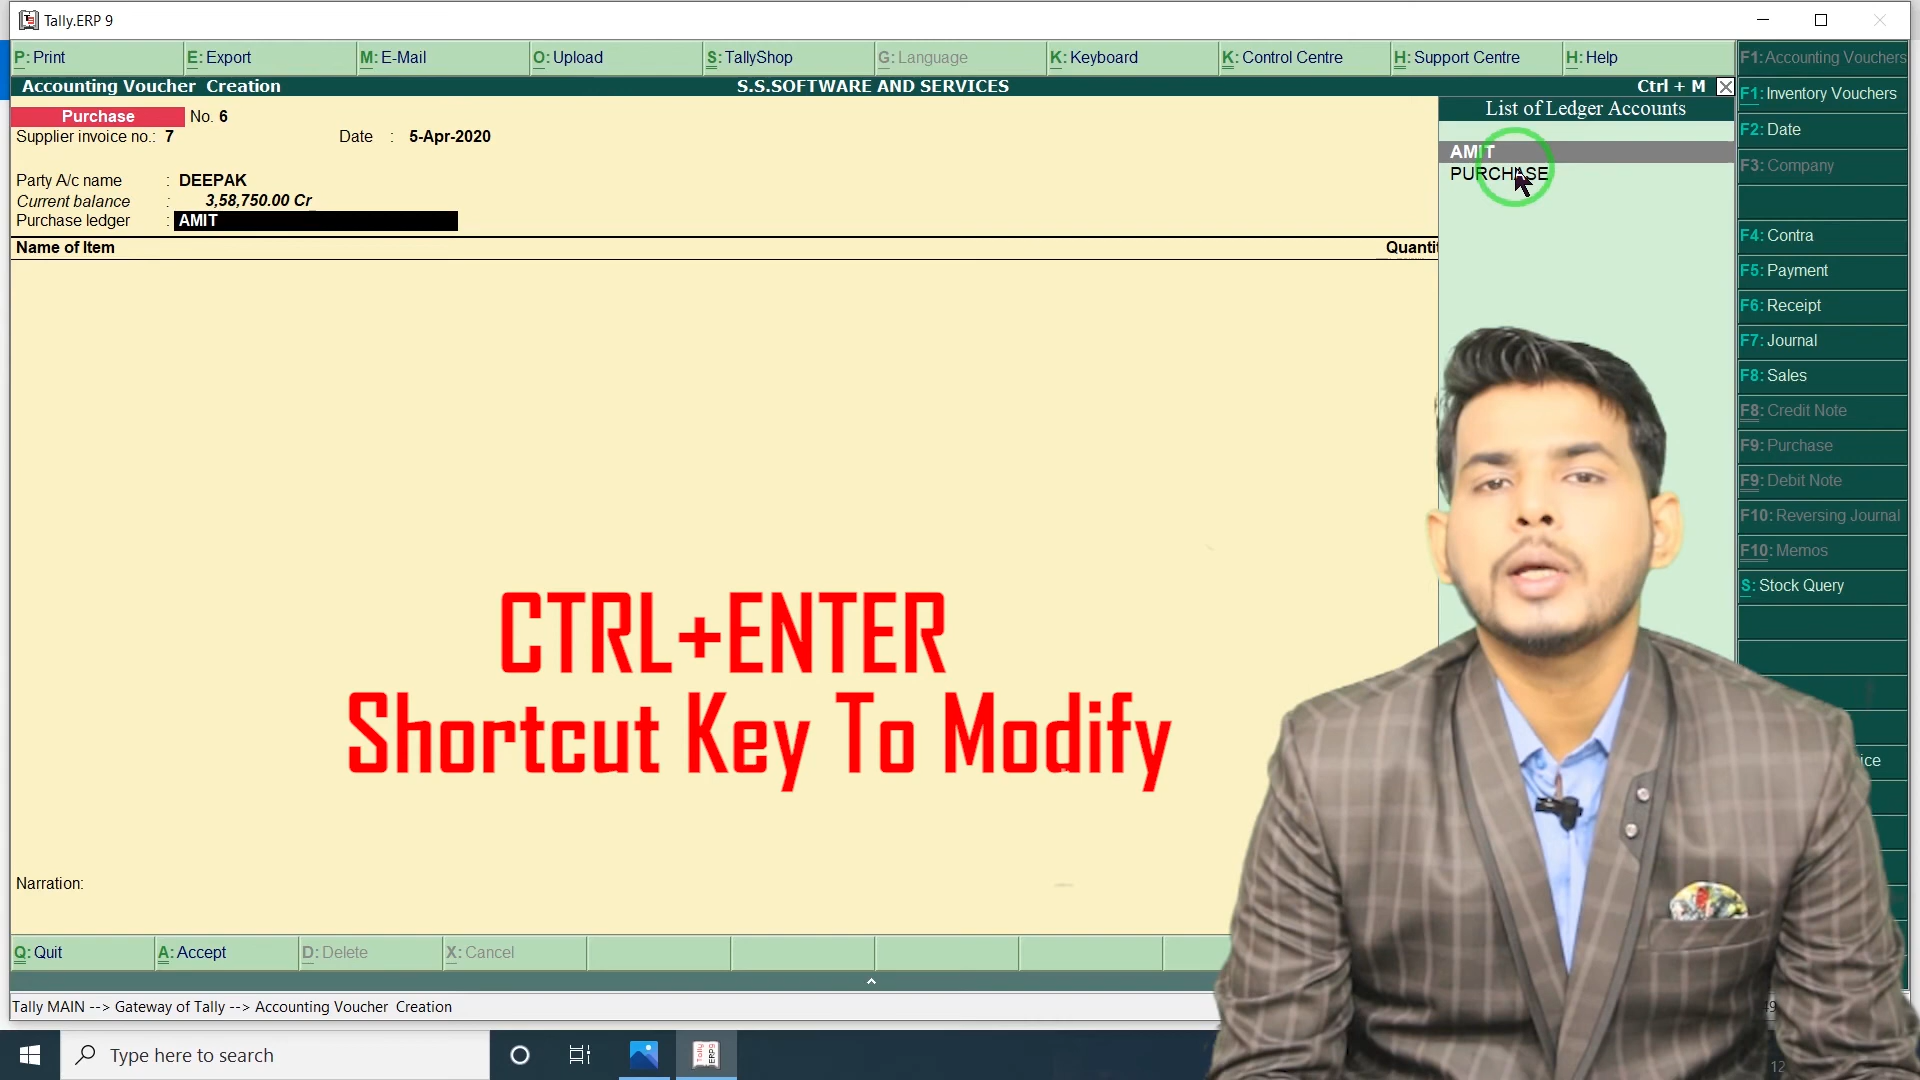 Tally.ERP 9
P: Print E: Export M: E-Mail O: Upload S: TallyShop G: Language K: Keyboard K: Control Centre H: Support Centre H: Help
Accounting Voucher Creation S.S.SOFTWARE AND SERVICES Ctrl + M
Purchase No. 6
Supplier invoice no.: 7 Date : 5-Apr-2020
Party A/c name : DEEPAK
Current balance : 3,58,750.00 Cr
Purchase ledger : AMIT
Name of Item Quantit
List of Ledger Accounts
AMIT
PURCHASE
F1: Accounting Vouchers
F1: Inventory Vouchers
F2: Date
F3: Company
F4: Contra
F5: Payment
F6: Receipt
F7: Journal
F8: Sales
F8: Credit Note
F9: Purchase
F9: Debit Note
F10: Reversing Journal
F10: Memos
S: Stock Query
ice
CTRL+ENTER
Shortcut Key To Modify
Narration:
Q: Quit A: Accept D: Delete X: Cancel
Tally MAIN --> Gateway of Tally --> Accounting Voucher Creation
49
Type here to search
Tally ERP9
12